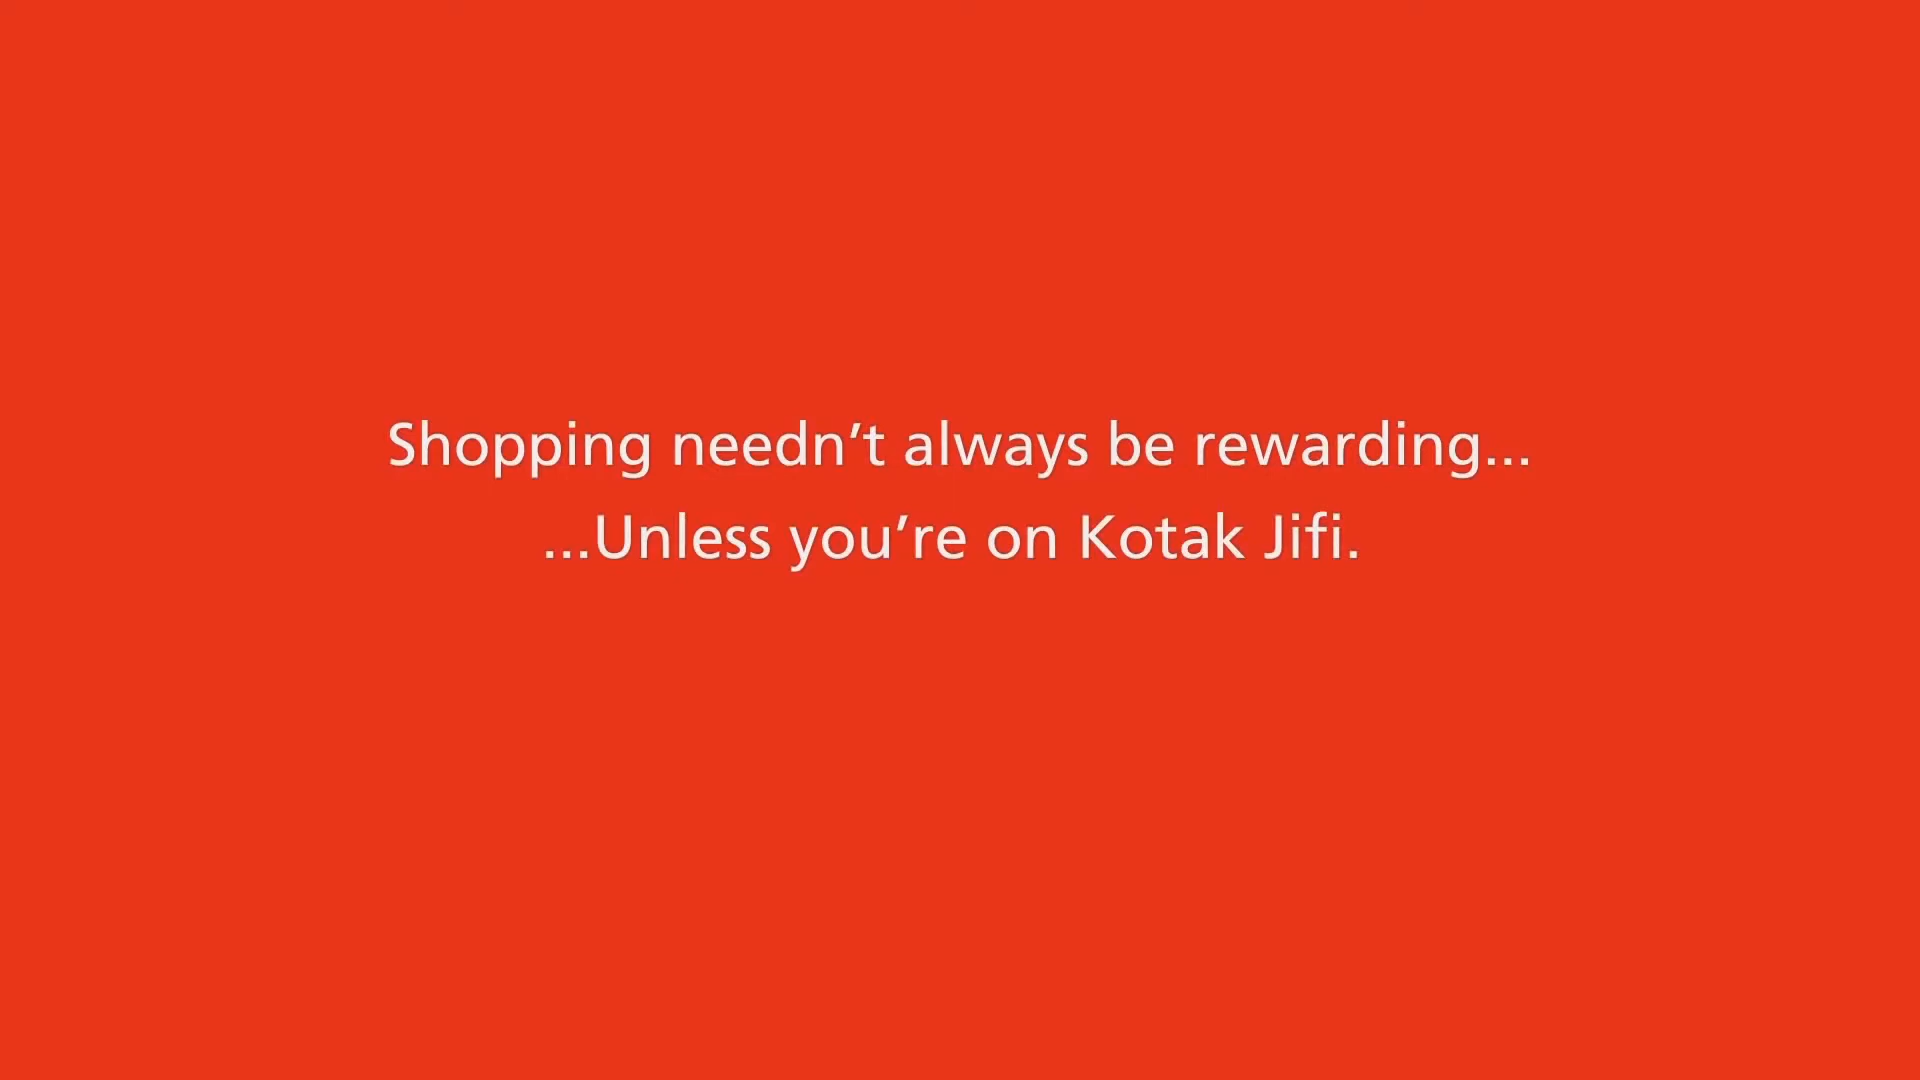 Shopping needn’t always be rewarding...
...Unless you’re on Kotak Jifi.